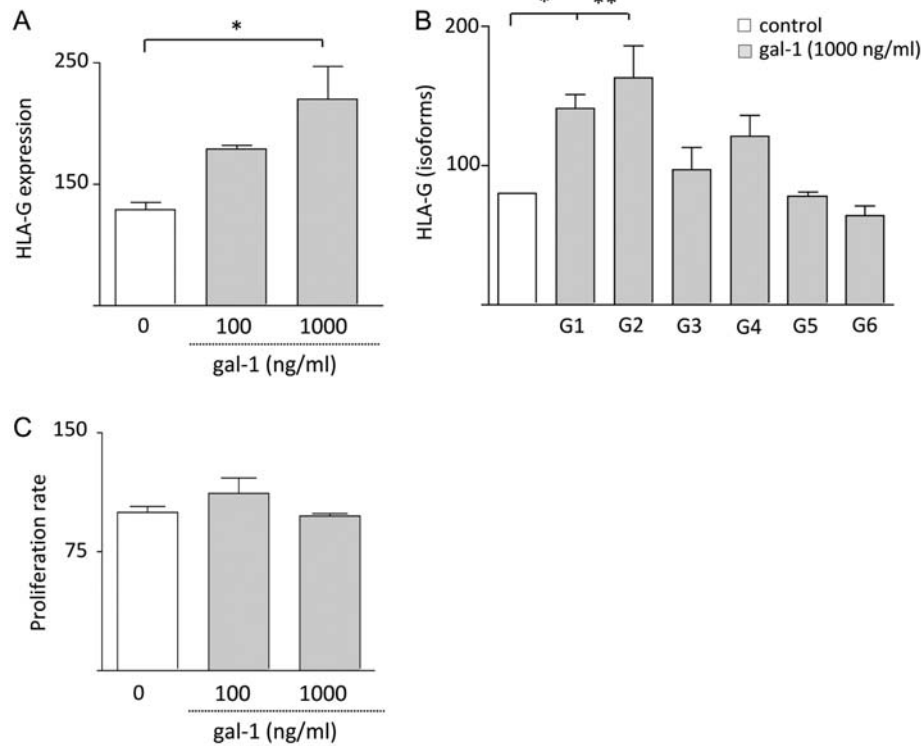 A
*
250
150
HLA-G expression
0
100
1000
gal-1 (ng/ml)
B
*
**
control
gal-1 (1000 ng/ml)
200
100
HLA-G (isoforms)
G1
G2
G3
G4
G5
G6
C
150
75
Proliferation rate
0
100
1000
gal-1 (ng/ml)